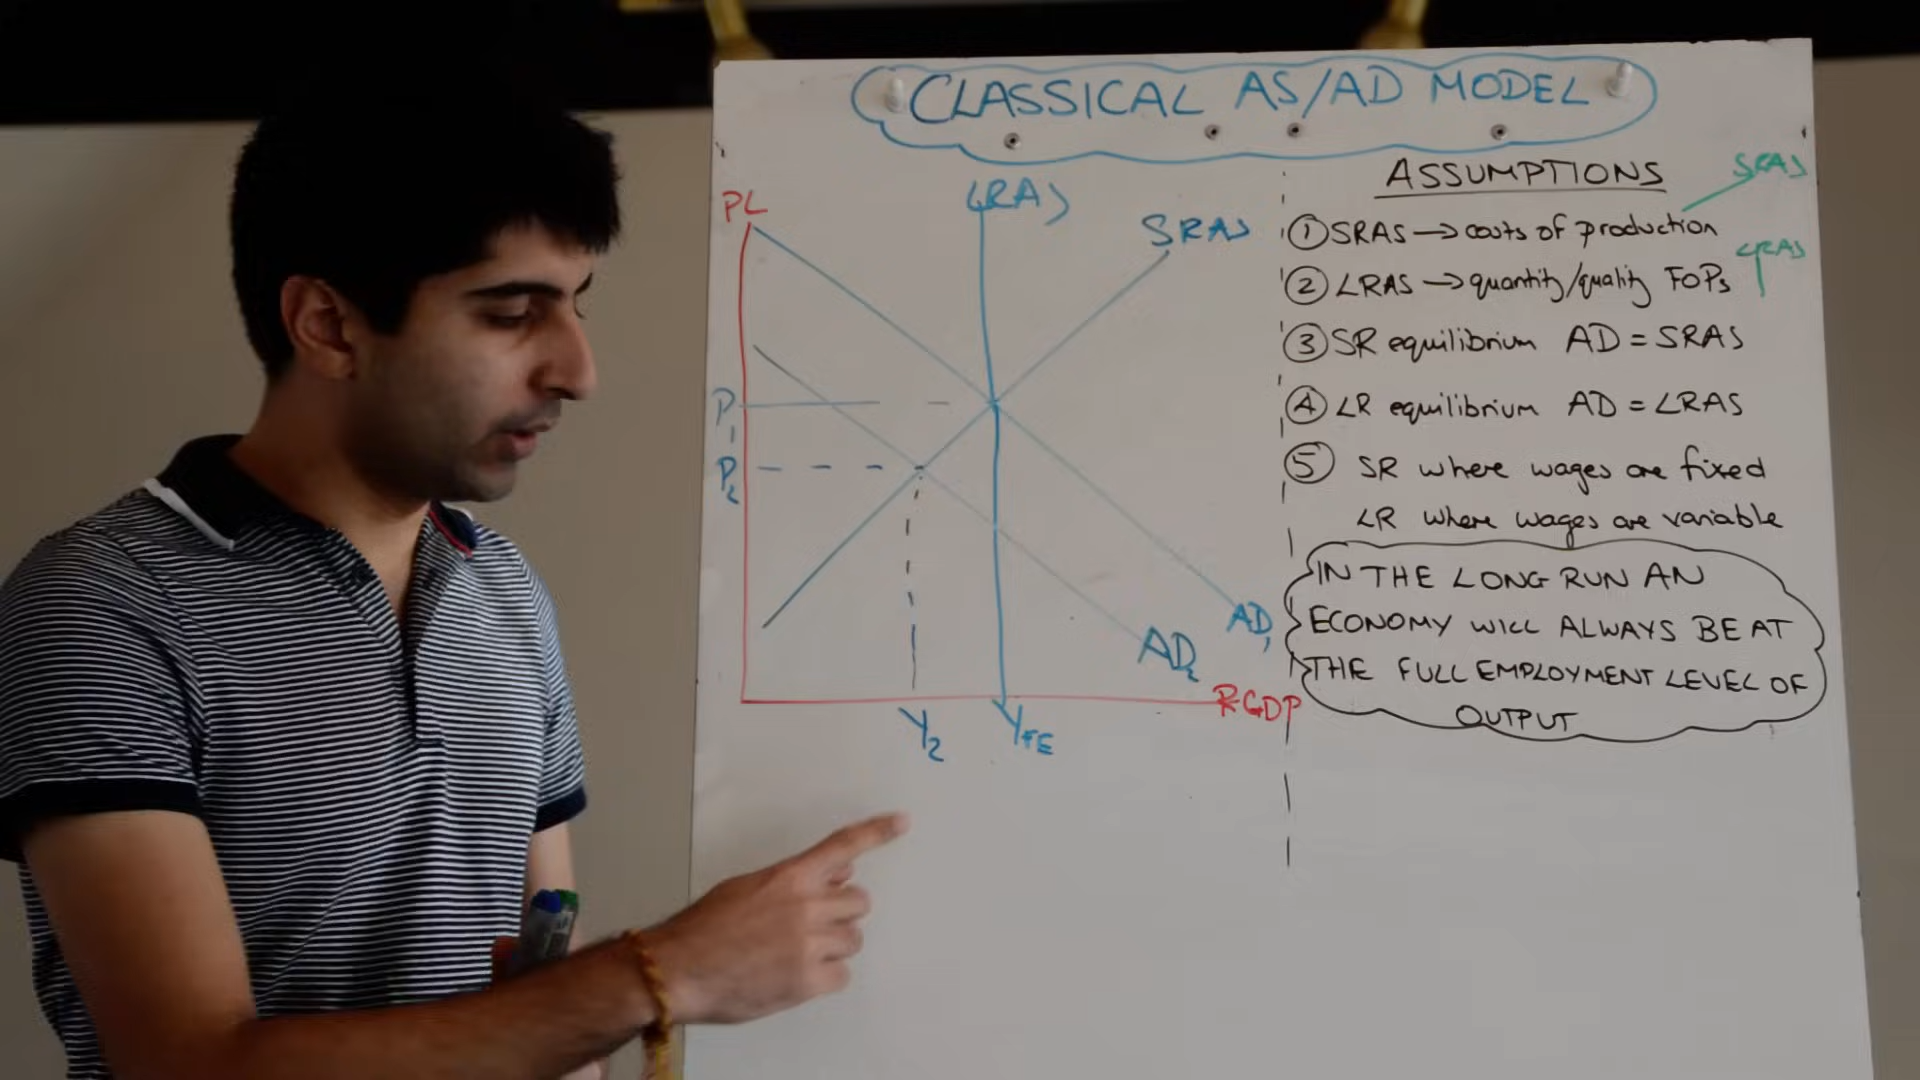 CLASSICAL AS/AD MODEL
PL
LRAS
SRAS
P1
P2
AD1
AD2
RGDP
Y2
YFE
ASSUMPTIONS
SRAS
① SRAS → costs of production
LRAS
② LRAS → quantity/quality FOPs
③ SR equilibrium AD = SRAS
④ LR equilibrium AD = LRAS
⑤ SR where wages are fixed
LR where wages are variable
IN THE LONG RUN AN
ECONOMY WILL ALWAYS BE AT
THE FULL EMPLOYMENT LEVEL OF
OUTPUT